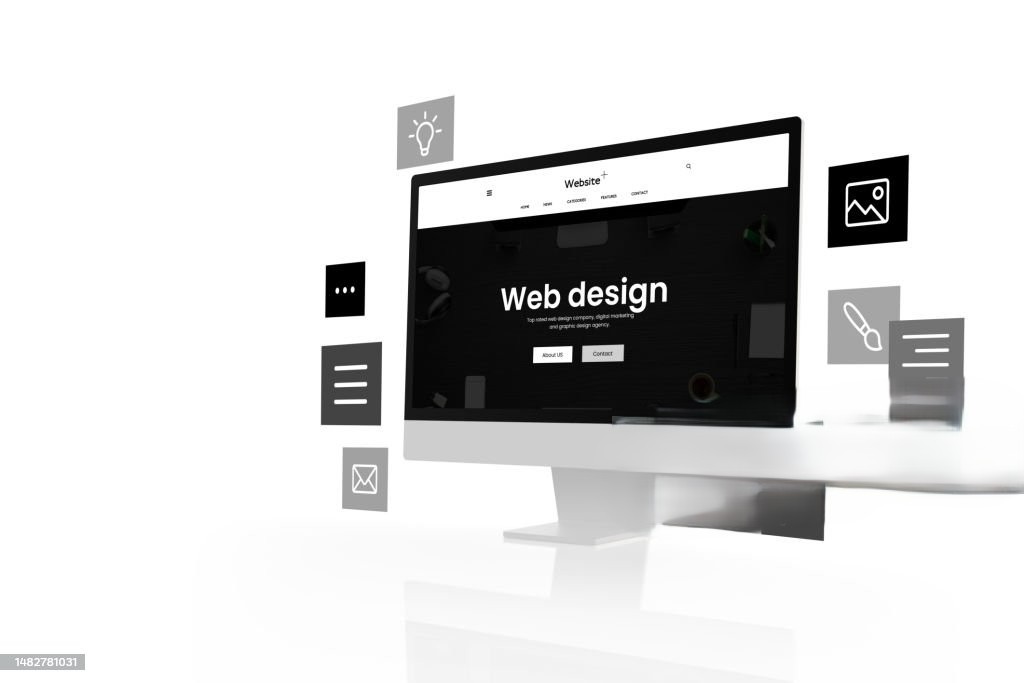 Website+
HOME NEWS CATEGORIES FEATURES CONTACT
Web design
Top rated web design company, digital marketing
and graphic design agency.
About US Contact
1482781031